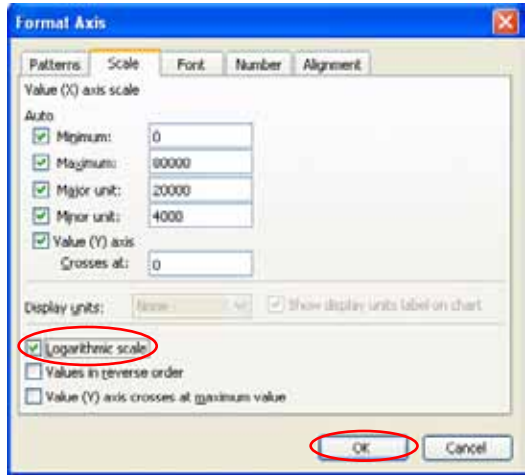 Format Axis
Patterns Scale Font Number Alignment
Value (X) axis scale
Auto
Minimum: 0
Maximum: 80000
Major unit: 20000
Minor unit: 4000
Value (Y) axis
Crosses at: 0
Display units: None Show display units label on chart
Logarithmic scale
Values in reverse order
Value (Y) axis crosses at maximum value
OK Cancel